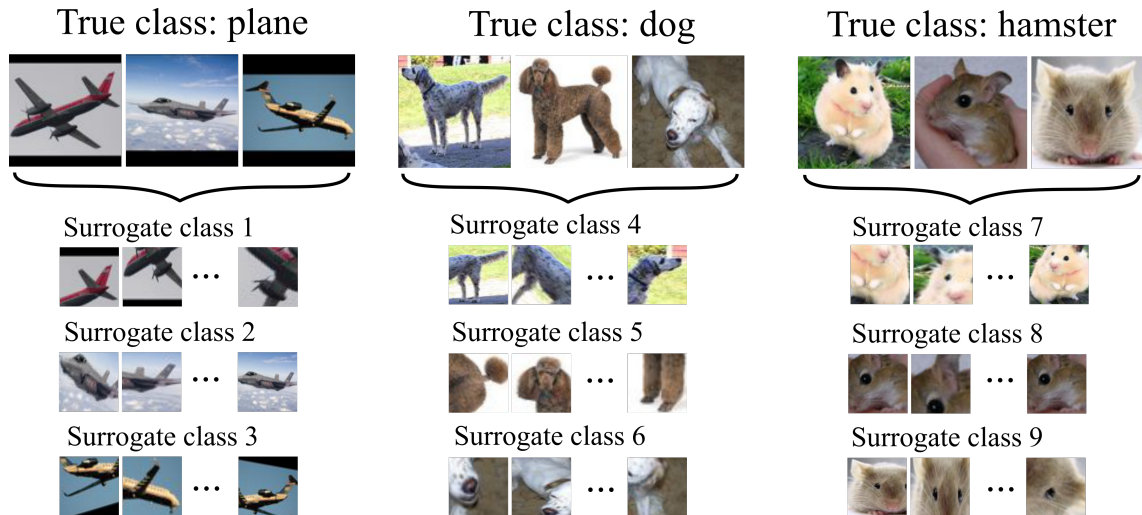 True class: plane
True class: dog
True class: hamster
Surrogate class 1
Surrogate class 4
Surrogate class 7
...
...
...
Surrogate class 2
Surrogate class 5
Surrogate class 8
...
...
...
Surrogate class 3
Surrogate class 6
Surrogate class 9
...
...
...